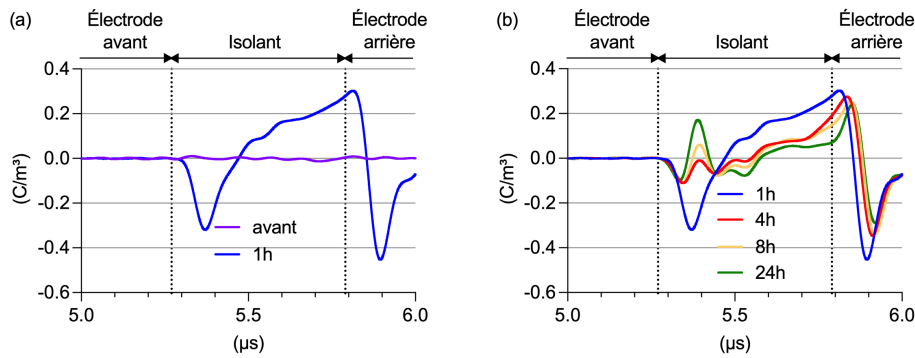 (a)
Électrode
avant
Isolant
Électrode
arrière
0.4
0.2
0.0
-0.2
-0.4
-0.6
(C/m³)
avant
1h
5.0
5.5
6.0
(μs)
(b)
Électrode
avant
Isolant
Électrode
arrière
0.4
0.2
0.0
-0.2
-0.4
-0.6
(C/m³)
1h
4h
8h
24h
5.0
5.5
6.0
(μs)